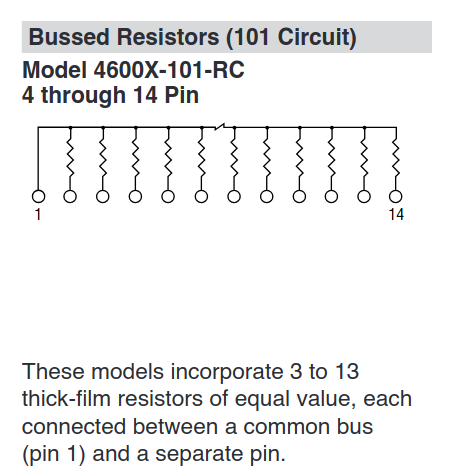 Bussed Resistors (101 Circuit)
Model 4600X-101-RC
4 through 14 Pin
1 14
These models incorporate 3 to 13
thick-film resistors of equal value, each
connected between a common bus
(pin 1) and a separate pin.